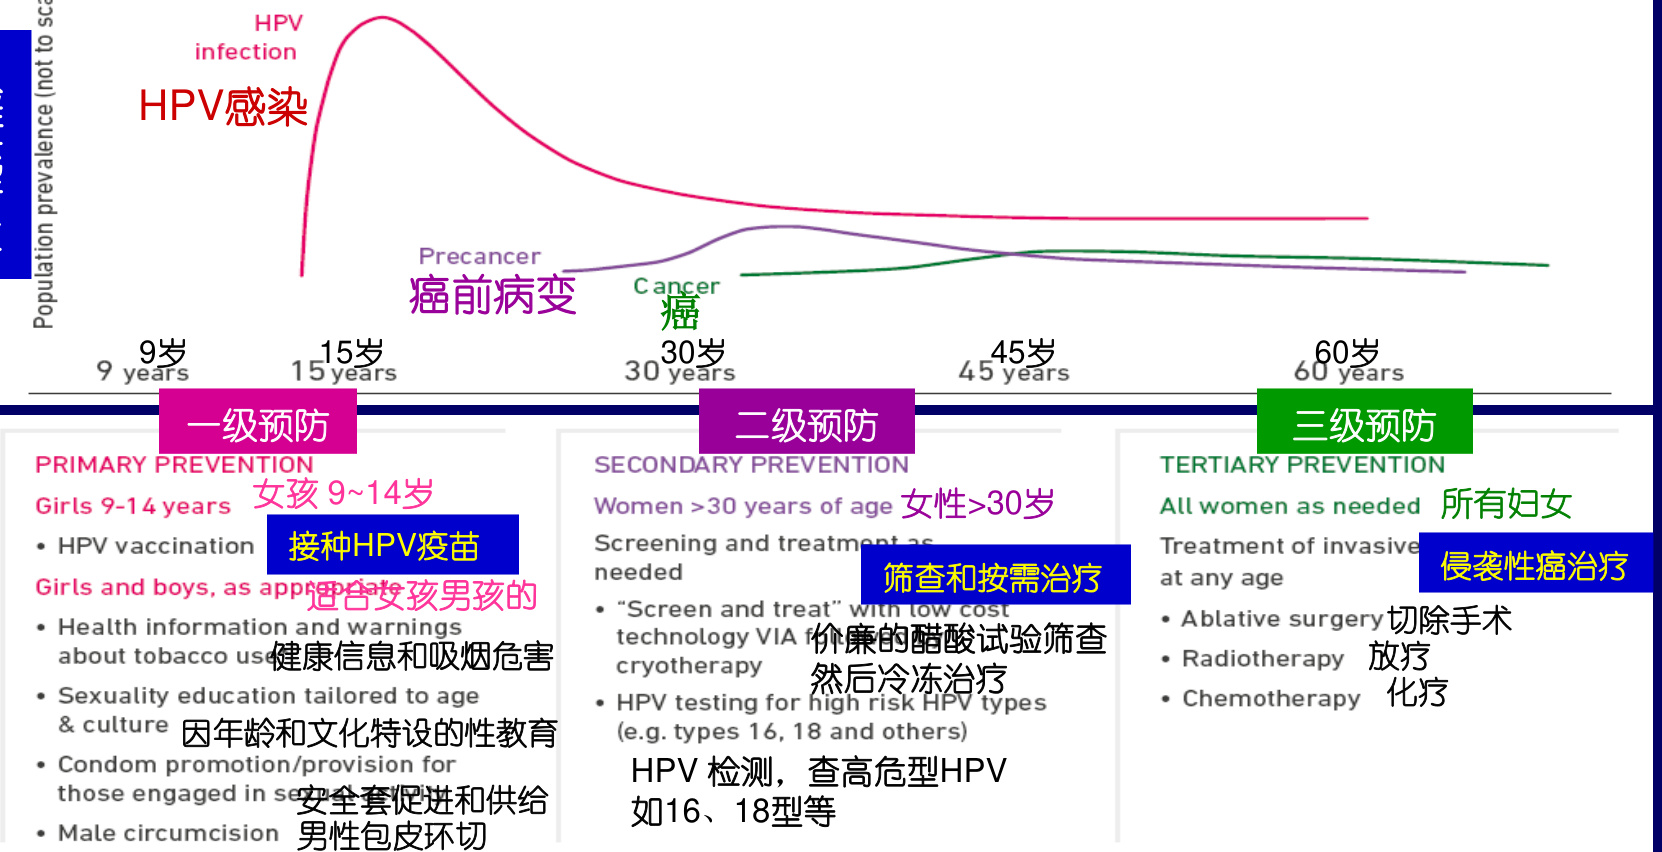 Population prevalence (not to
HPV
infection
HPV感染
Precancer
癌前病变
Cancer
癌
9岁
15岁
30岁
45岁
60岁
9 years
15 years
30 years
45 years
60 years
一级预防
二级预防
三级预防
PRIMARY PREVENTION
Girls 9-14 years
女孩 9~14岁
• HPV vaccination
接种HPV疫苗
Girls and boys, as appropriate
适合女孩男孩的
• Health information and warnings
about tobacco use
健康信息和吸烟危害
• Sexuality education tailored to age
& culture
因年龄和文化特设的性教育
• Condom promotion/provision for
those engaged in sexual activity
安全套促进和供给
• Male circumcision
男性包皮环切
SECONDARY PREVENTION
Women >30 years of age
女性>30岁
Screening and treatment as
needed
筛查和按需治疗
• “Screen and treat” with low cost
technology VIA followed by
cryotherapy
价廉的醋酸试验筛查
然后冷冻治疗
• HPV testing for high risk HPV types
(e.g. types 16, 18 and others)
HPV 检测，查高危型HPV
如16、18型等
TERTIARY PREVENTION
All women as needed
所有妇女
Treatment of invasive
at any age
侵袭性癌治疗
• Ablative surgery
切除手术
• Radiotherapy
放疗
• Chemotherapy
化疗